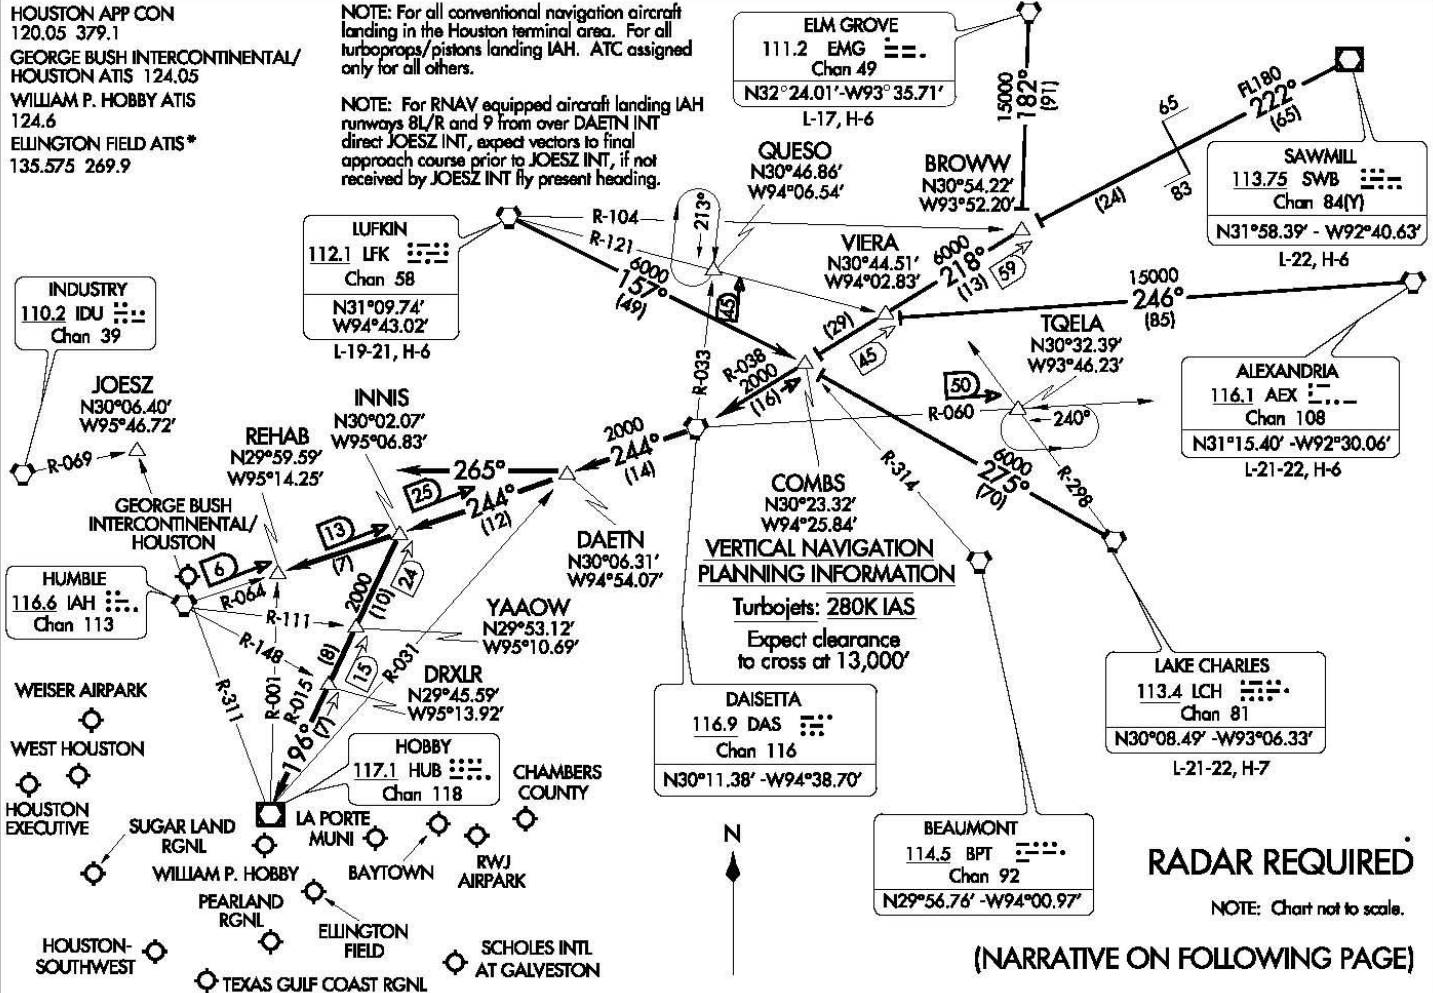 HOUSTON APP CON
120.05 379.1
GEORGE BUSH INTERCONTINENTAL/
HOUSTON ATIS 124.05
WILLIAM P. HOBBY ATIS
124.6
ELLINGTON FIELD ATIS*
135.575 269.9
NOTE: For all conventional navigation aircraft
landing in the Houston terminal area. For all
turboprops/pistons landing IAH. ATC assigned
only for all others.
NOTE: For RNAV equipped aircraft landing IAH
runways 8L/R and 9 from over DAETN INT
direct JOESZ INT, expect vectors to final
approach course prior to JOESZ INT, if not
received by JOESZ INT fly present heading.
ELM GROVE
111.2 EMG
Chan 49
N32°24.01'-W93°35.71'
L-17, H-6
15000
182°
(91)
FL180
222°
(65)
65
83
(24)
SAWMILL
113.75 SWB
Chan 84(Y)
N31°58.39' - W92°40.63'
L-22, H-6
QUESO
N30°46.86'
W94°06.54'
BROWW
N30°54.22'
W93°52.20'
LUFKIN
112.1 LFK
Chan 58
N31°09.74'
W94°43.02'
L-19-21, H-6
R-104
R-121
213°
VIERA
N30°44.51'
W94°02.83'
6000
218°
(13)
59
6000
157°
(49)
45
15000
246°
(85)
INDUSTRY
110.2 IDU
Chan 39
(29)
45
TQELA
N30°32.39'
W93°46.23'
ALEXANDRIA
116.1 AEX
Chan 108
N31°15.40' -W92°30.06'
L-21-22, H-6
JOESZ
N30°06.40'
W95°46.72'
INNIS
N30°02.07'
W95°06.83'
R-033
R-038
2000
(16)
50
R-060
240°
REHAB
N29°59.59'
W95°14.25'
R-069
2000
244°
(14)
265°
25
244°
(12)
R-314
6000
275°
(70)
R-298
COMBS
N30°23.32'
W94°25.84'
GEORGE BUSH
INTERCONTINENTAL/
HOUSTON
13
(7)
6
DAETN
N30°06.31'
W94°54.07'
VERTICAL NAVIGATION
PLANNING INFORMATION
Turbojets: 280K IAS
Expect clearance
to cross at 13,000'
HUMBLE
116.6 IAH
Chan 113
R-064
R-111
R-148
2000
(10)
24
YAAOW
N29°53.12'
W95°10.69'
(8)
15
R-031
DRXLR
N29°45.59'
W95°13.92'
R-311
R-001
R-015
196°
(7)
WEISER AIRPARK
WEST HOUSTON
HOUSTON
EXECUTIVE
HOBBY
117.1 HUB
Chan 118
DAISETTA
116.9 DAS
Chan 116
N30°11.38' -W94°38.70'
LAKE CHARLES
113.4 LCH
Chan 81
N30°08.49' -W93°06.33'
L-21-22, H-7
CHAMBERS
COUNTY
SUGAR LAND
RGNL
LA PORTE
MUNI
WILLIAM P. HOBBY
BAYTOWN
RWJ
AIRPARK
PEARLAND
RGNL
ELLINGTON
FIELD
HOUSTON-
SOUTHWEST
SCHOLES INTL
AT GALVESTON
TEXAS GULF COAST RGNL
N
BEAUMONT
114.5 BPT
Chan 92
N29°56.76' -W94°00.97'
RADAR REQUIRED
NOTE: Chart not to scale.
(NARRATIVE ON FOLLOWING PAGE)